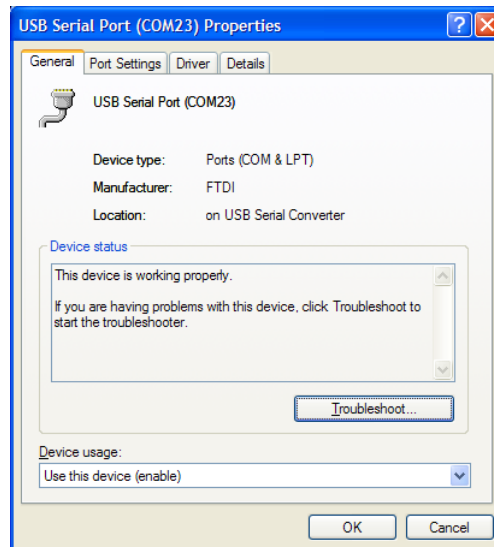 USB Serial Port (COM23) Properties
General Port Settings Driver Details
USB Serial Port (COM23)
Device type: Ports (COM & LPT)
Manufacturer: FTDI
Location: on USB Serial Converter
Device status
This device is working properly.
If you are having problems with this device, click Troubleshoot to
start the troubleshooter.
Troubleshoot...
Device usage:
Use this device (enable)
OK Cancel